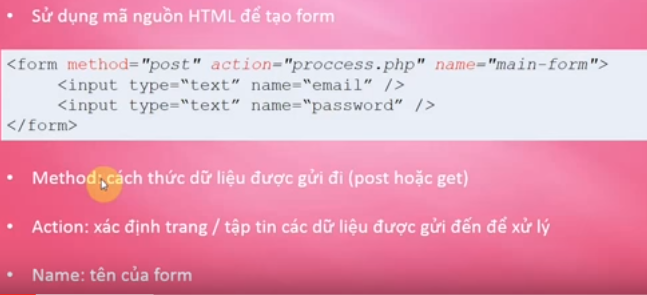 • Sử dụng mã nguồn HTML để tạo form
<form method="post" action="proccess.php" name="main-form">
<input type=“text” name=“email” />
<input type=“text” name=“password” />
</form>
• Method: cách thức dữ liệu được gửi đi (post hoặc get)
• Action: xác định trang / tập tin các dữ liệu được gửi đến để xử lý
• Name: tên của form